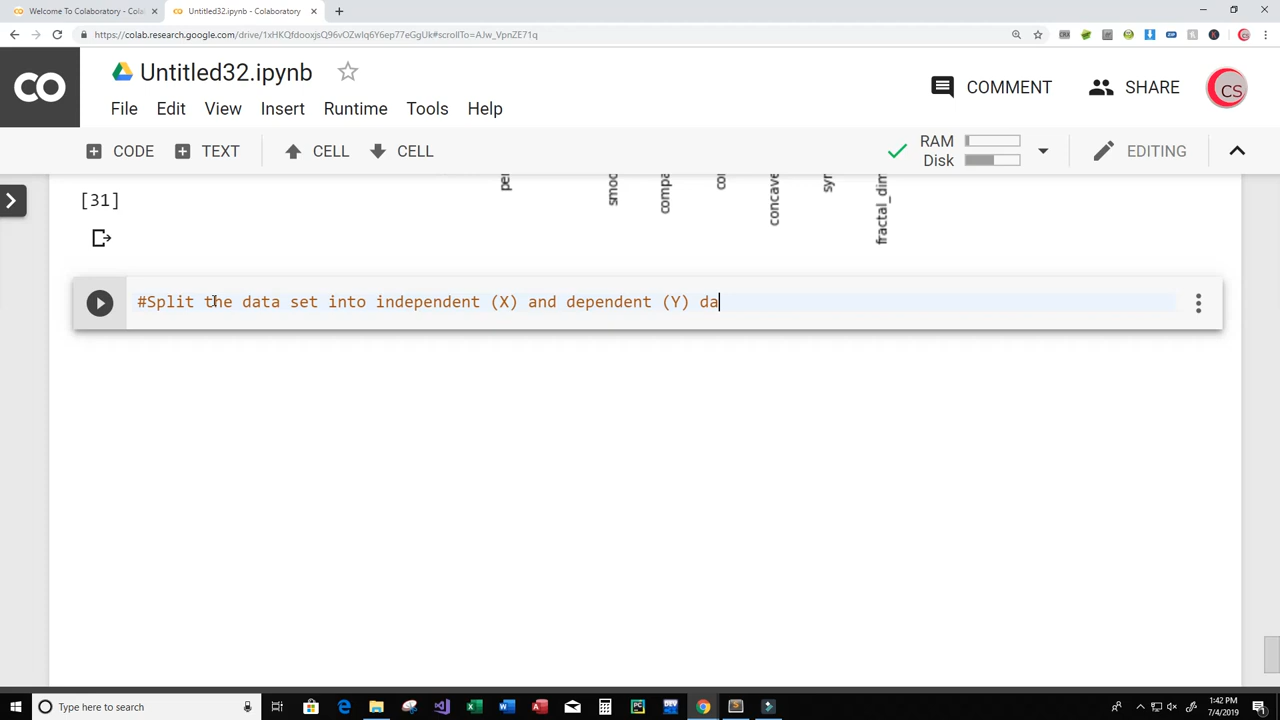 Welcome To Colaboratory - Cola
Untitled32.ipynb - Colaboratory
https://colab.research.google.com/drive/1xHKQfdooxjsQ96vOZwIq6Y6ep77eGgUk#scrollTo=AJw_VpnZE71q
CO
Untitled32.ipynb
COMMENT
SHARE
CS
File Edit View Insert Runtime Tools Help
CODE TEXT CELL CELL
RAM
Disk
EDITING
[31]
per
smoo
compa
con
concave
syn
fractal_dim
#Split the data set into independent (X) and dependent (Y) da
Type here to search
1:42 PM
7/4/2019